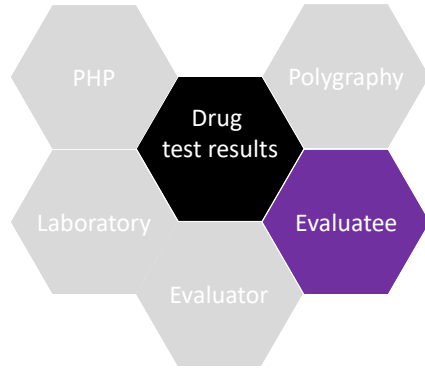 PHP
Polygraphy
Drug
test results
Laboratory
Evaluatee
Evaluator